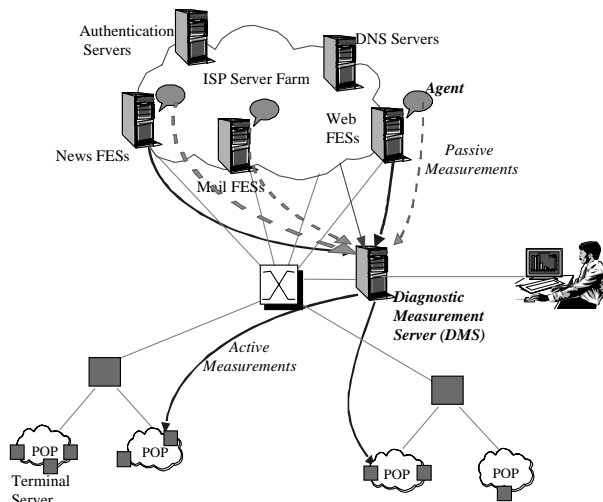 Authentication
Servers
DNS Servers
ISP Server Farm
Agent
Web
FESs
News FESs
Mail FESs
Passive
Measurements
Diagnostic
Measurement
Server (DMS)
Active
Measurements
POP
POP
POP
POP
Terminal
Server